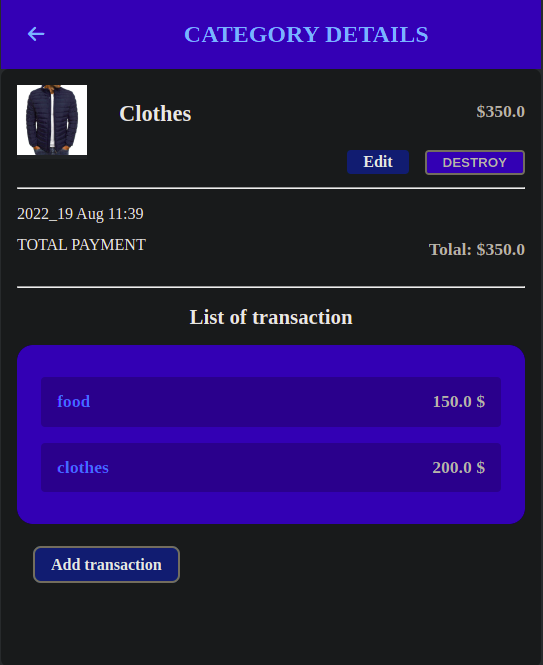 CATEGORY DETAILS
Clothes
$350.0
Edit
DESTROY
2022_19 Aug 11:39
TOTAL PAYMENT
Tolal: $350.0
List of transaction
food 150.0 $
clothes 200.0 $
Add transaction